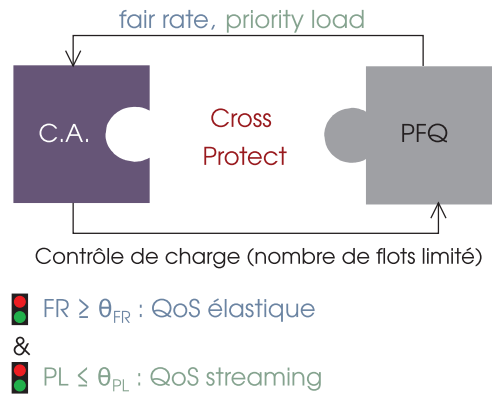 fair rate, priority load
C.A.
Cross
Protect
PFQ
Contrôle de charge (nombre de flots limité)
FR ≥ θFR : QoS élastique
&
PL ≤ θPL : QoS streaming